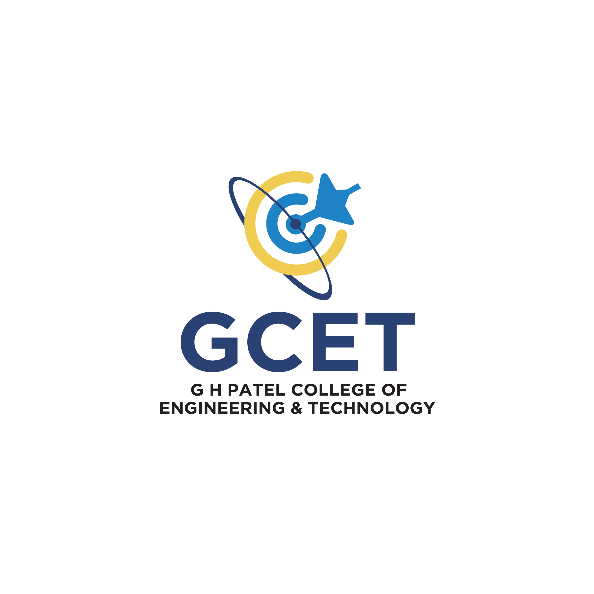 GCET
G H PATEL COLLEGE OF
ENGINEERING & TECHNOLOGY